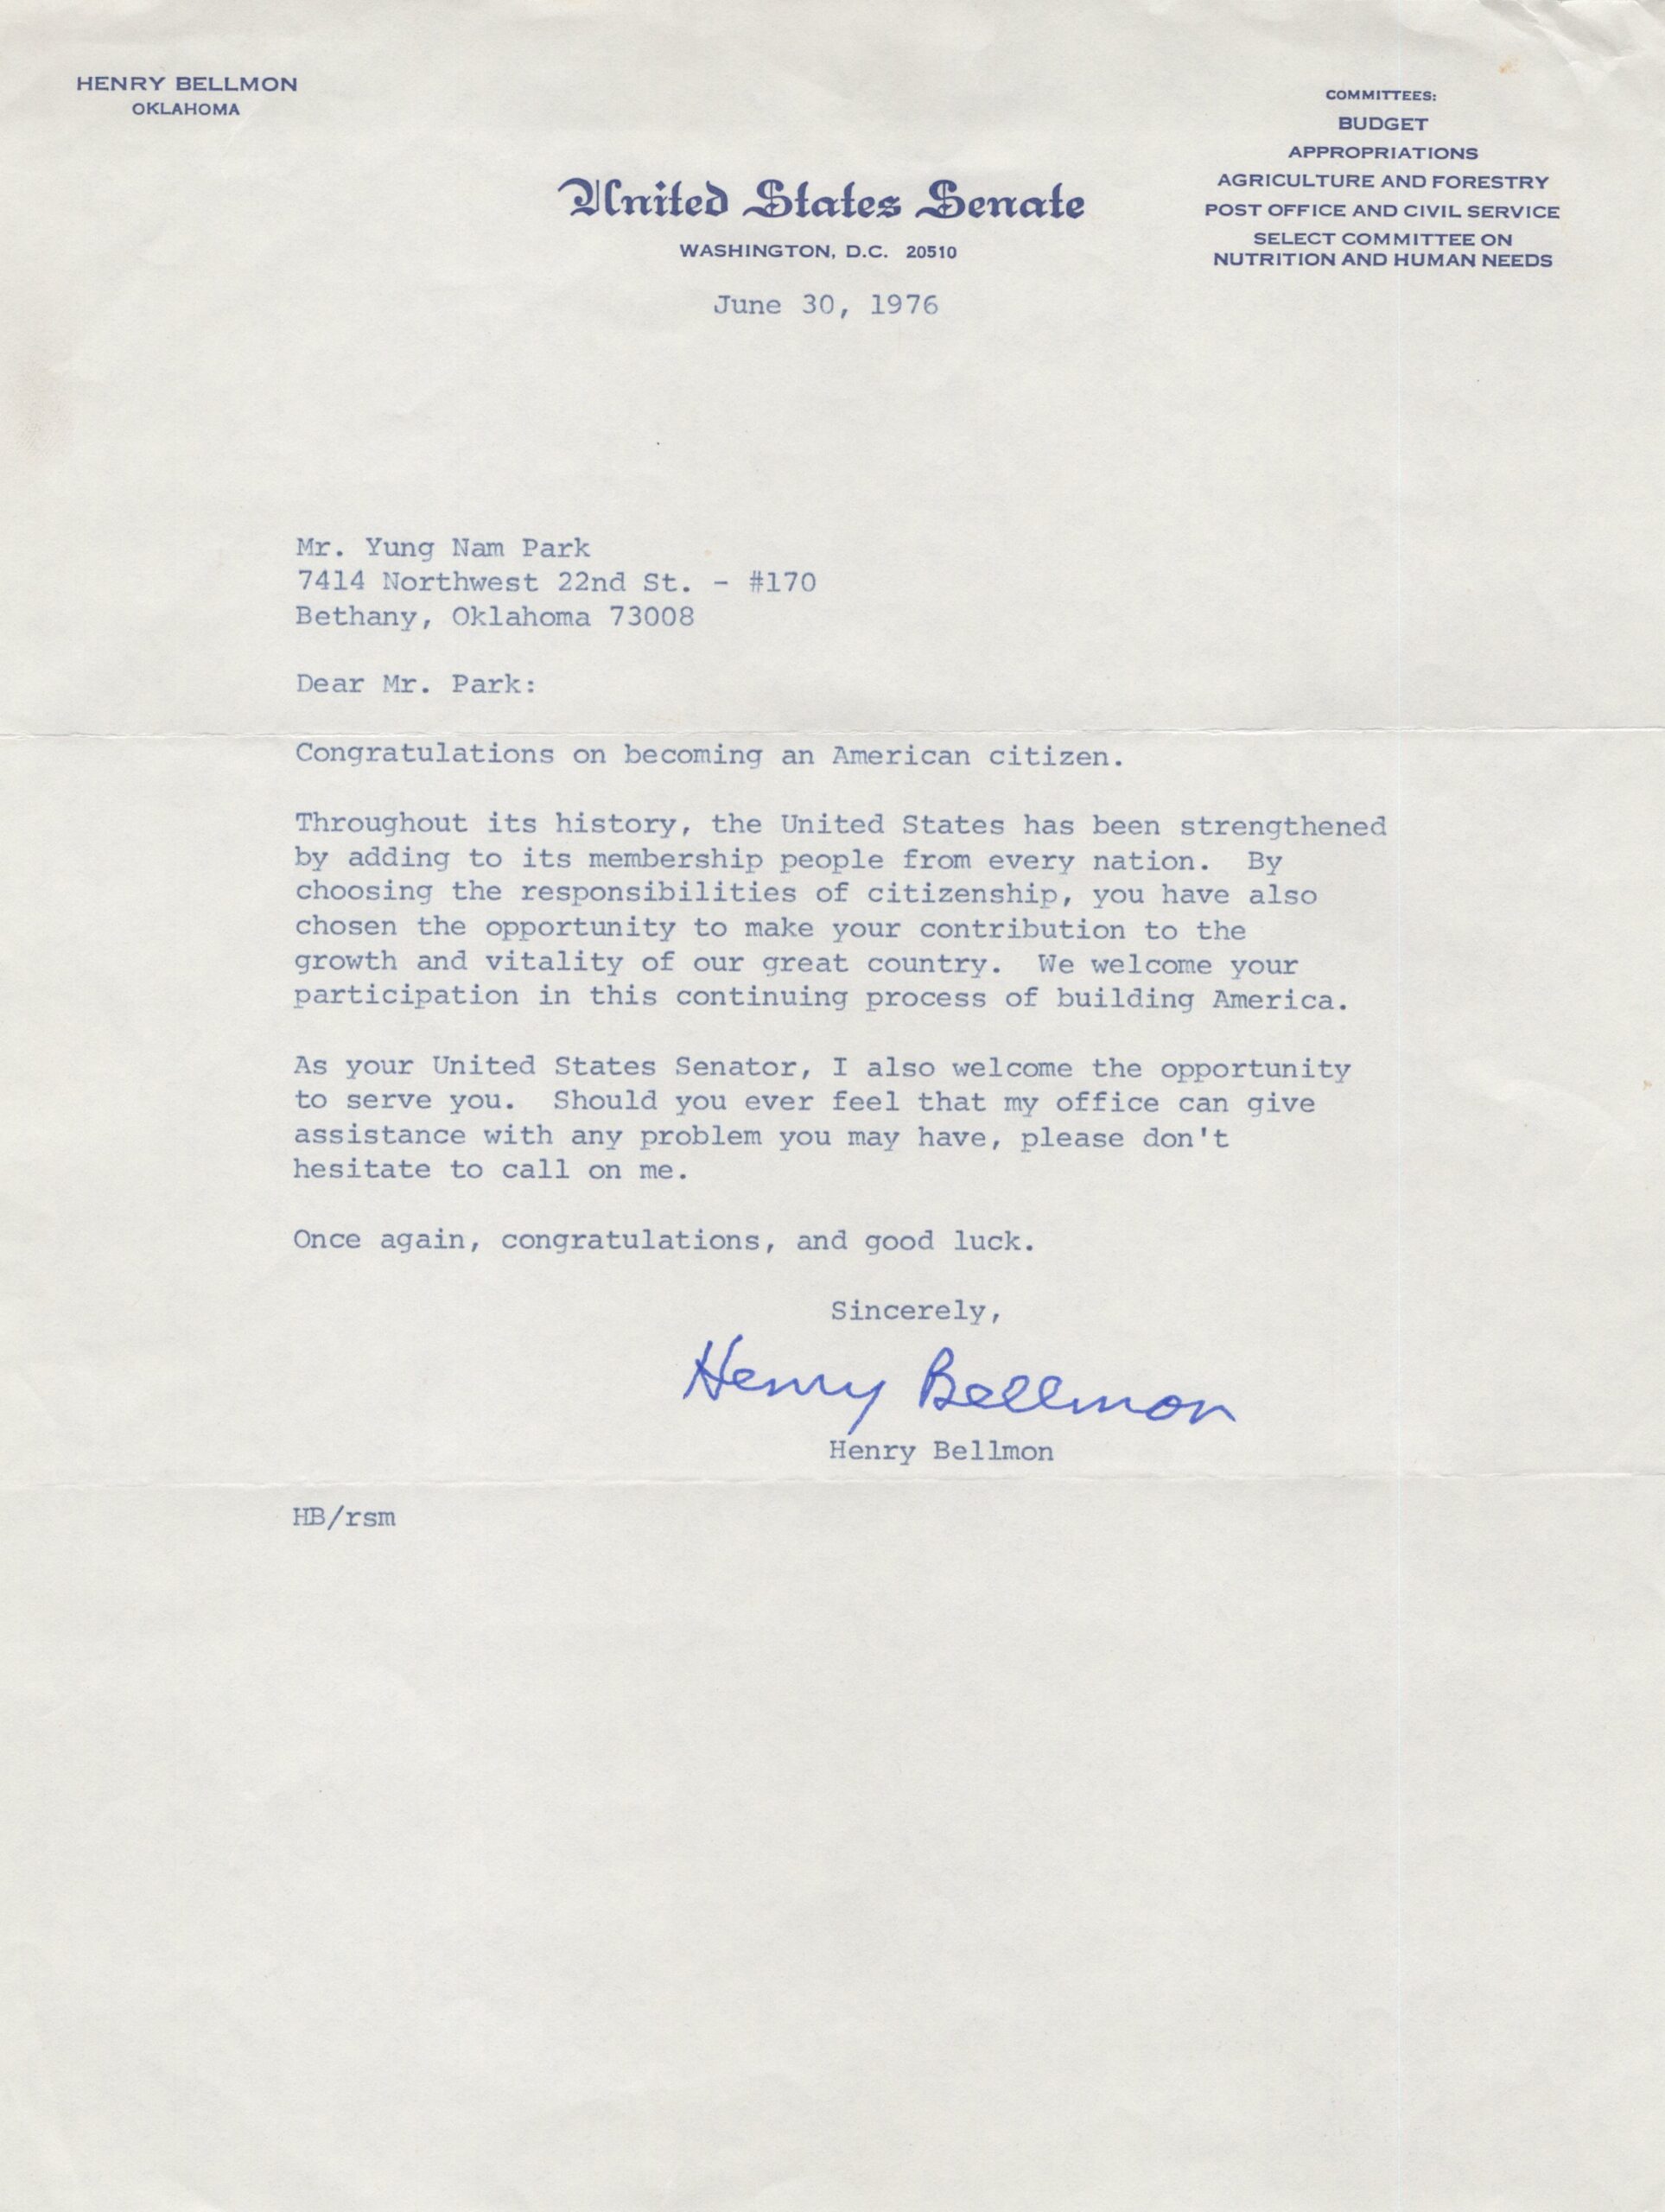 HENRY BELLMON
OKLAHOMA
COMMITTEES:
BUDGET
APPROPRIATIONS
AGRICULTURE AND FORESTRY
POST OFFICE AND CIVIL SERVICE
SELECT COMMITTEE ON
NUTRITION AND HUMAN NEEDS
United States Senate
WASHINGTON, D.C. 20510
June 30, 1976
Mr. Yung Nam Park
7414 Northwest 22nd St. - #170
Bethany, Oklahoma 73008
Dear Mr. Park:
Congratulations on becoming an American citizen.
Throughout its history, the United States has been strengthened
by adding to its membership people from every nation. By
choosing the responsibilities of citizenship, you have also
chosen the opportunity to make your contribution to the
growth and vitality of our great country. We welcome your
participation in this continuing process of building America.
As your United States Senator, I also welcome the opportunity
to serve you. Should you ever feel that my office can give
assistance with any problem you may have, please don't
hesitate to call on me.
Once again, congratulations, and good luck.
Sincerely,
Henry Bellmon
Henry Bellmon
HB/rsm